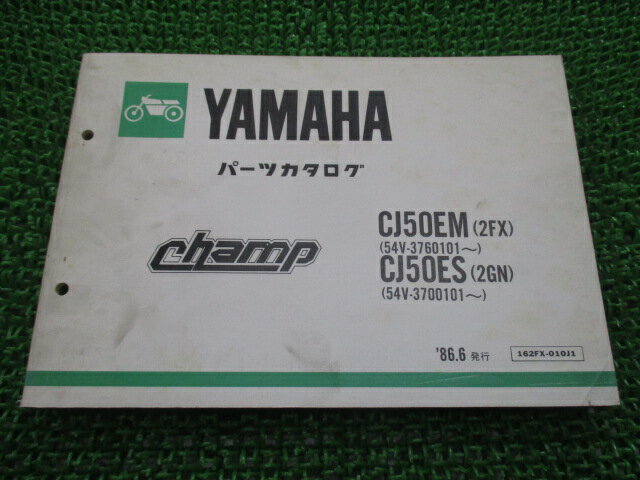 YAMAHA
パーツカタログ
champ
CJ50EM(2FX)
(54V-3760101～)
CJ50ES(2GN)
(54V-3700101～)
'86.6 発行
162FX-010J1